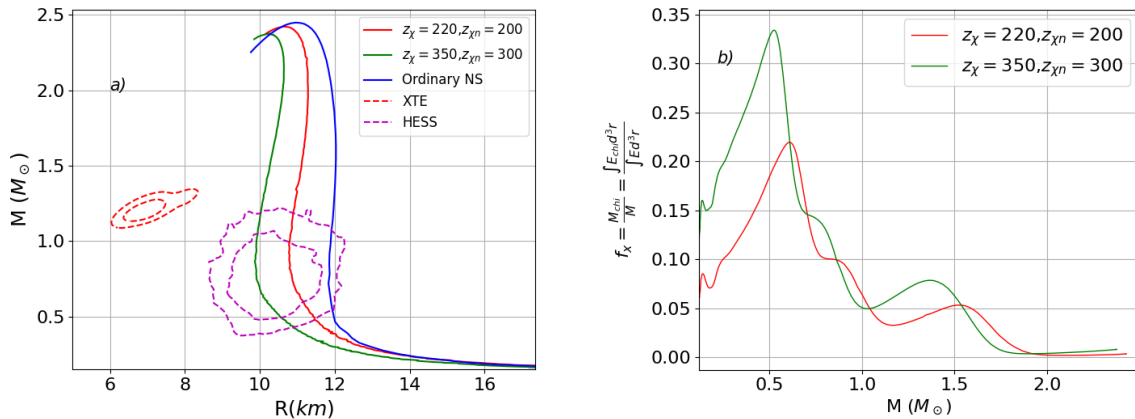 a)
z_χ = 220, z_χn = 200
z_χ = 350, z_χn = 300
Ordinary NS
XTE
HESS
M (M_⊙)
2.5
2.0
1.5
1.0
0.5
6 8 10 12 14 16
R(km)
b)
z_χ = 220, z_χn = 200
z_χ = 350, z_χn = 300
f_x = M_chi/M = ∫E_chi d³r/∫Ed³r
0.35
0.30
0.25
0.20
0.15
0.10
0.05
0.00
0.5 1.0 1.5 2.0
M (M_⊙)